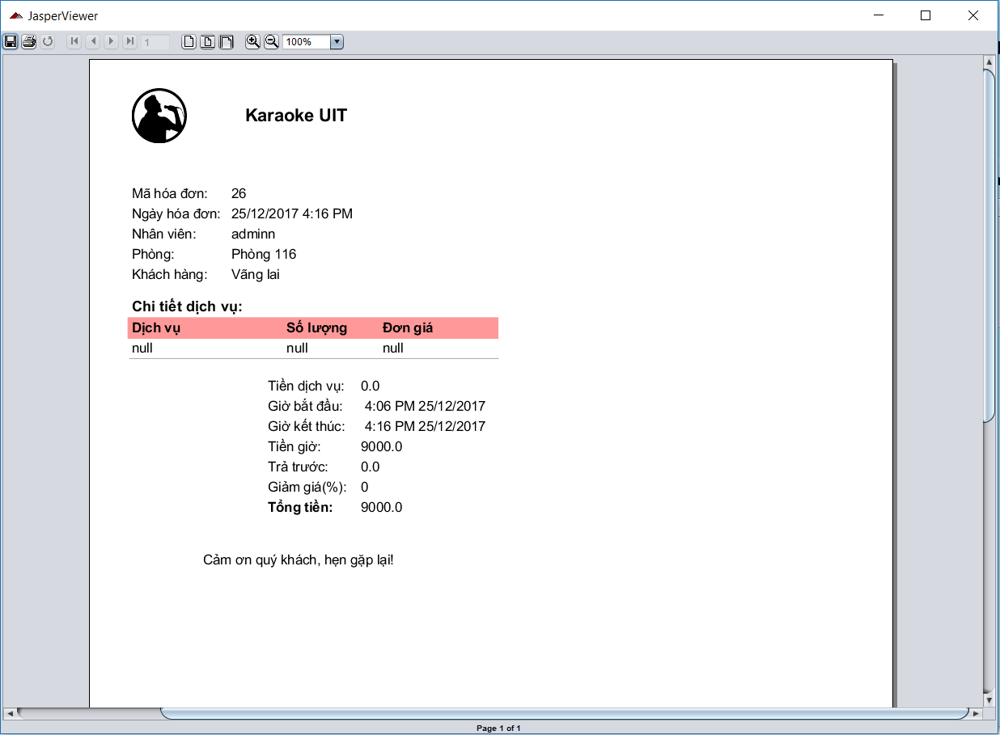 JasperViewer
1
100%
Karaoke UIT
Mã hóa đơn: 26
Ngày hóa đơn: 25/12/2017 4:16 PM
Nhân viên: adminn
Phòng: Phòng 116
Khách hàng: Vãng lai
Chi tiết dịch vụ:
Dịch vụ Số lượng Đơn giá
null null null
Tiền dịch vụ: 0.0
Giờ bắt đầu: 4:06 PM 25/12/2017
Giờ kết thúc: 4:16 PM 25/12/2017
Tiền giờ: 9000.0
Trả trước: 0.0
Giảm giá(%): 0
Tổng tiền: 9000.0
Cảm ơn quý khách, hẹn gặp lại!
Page 1 of 1